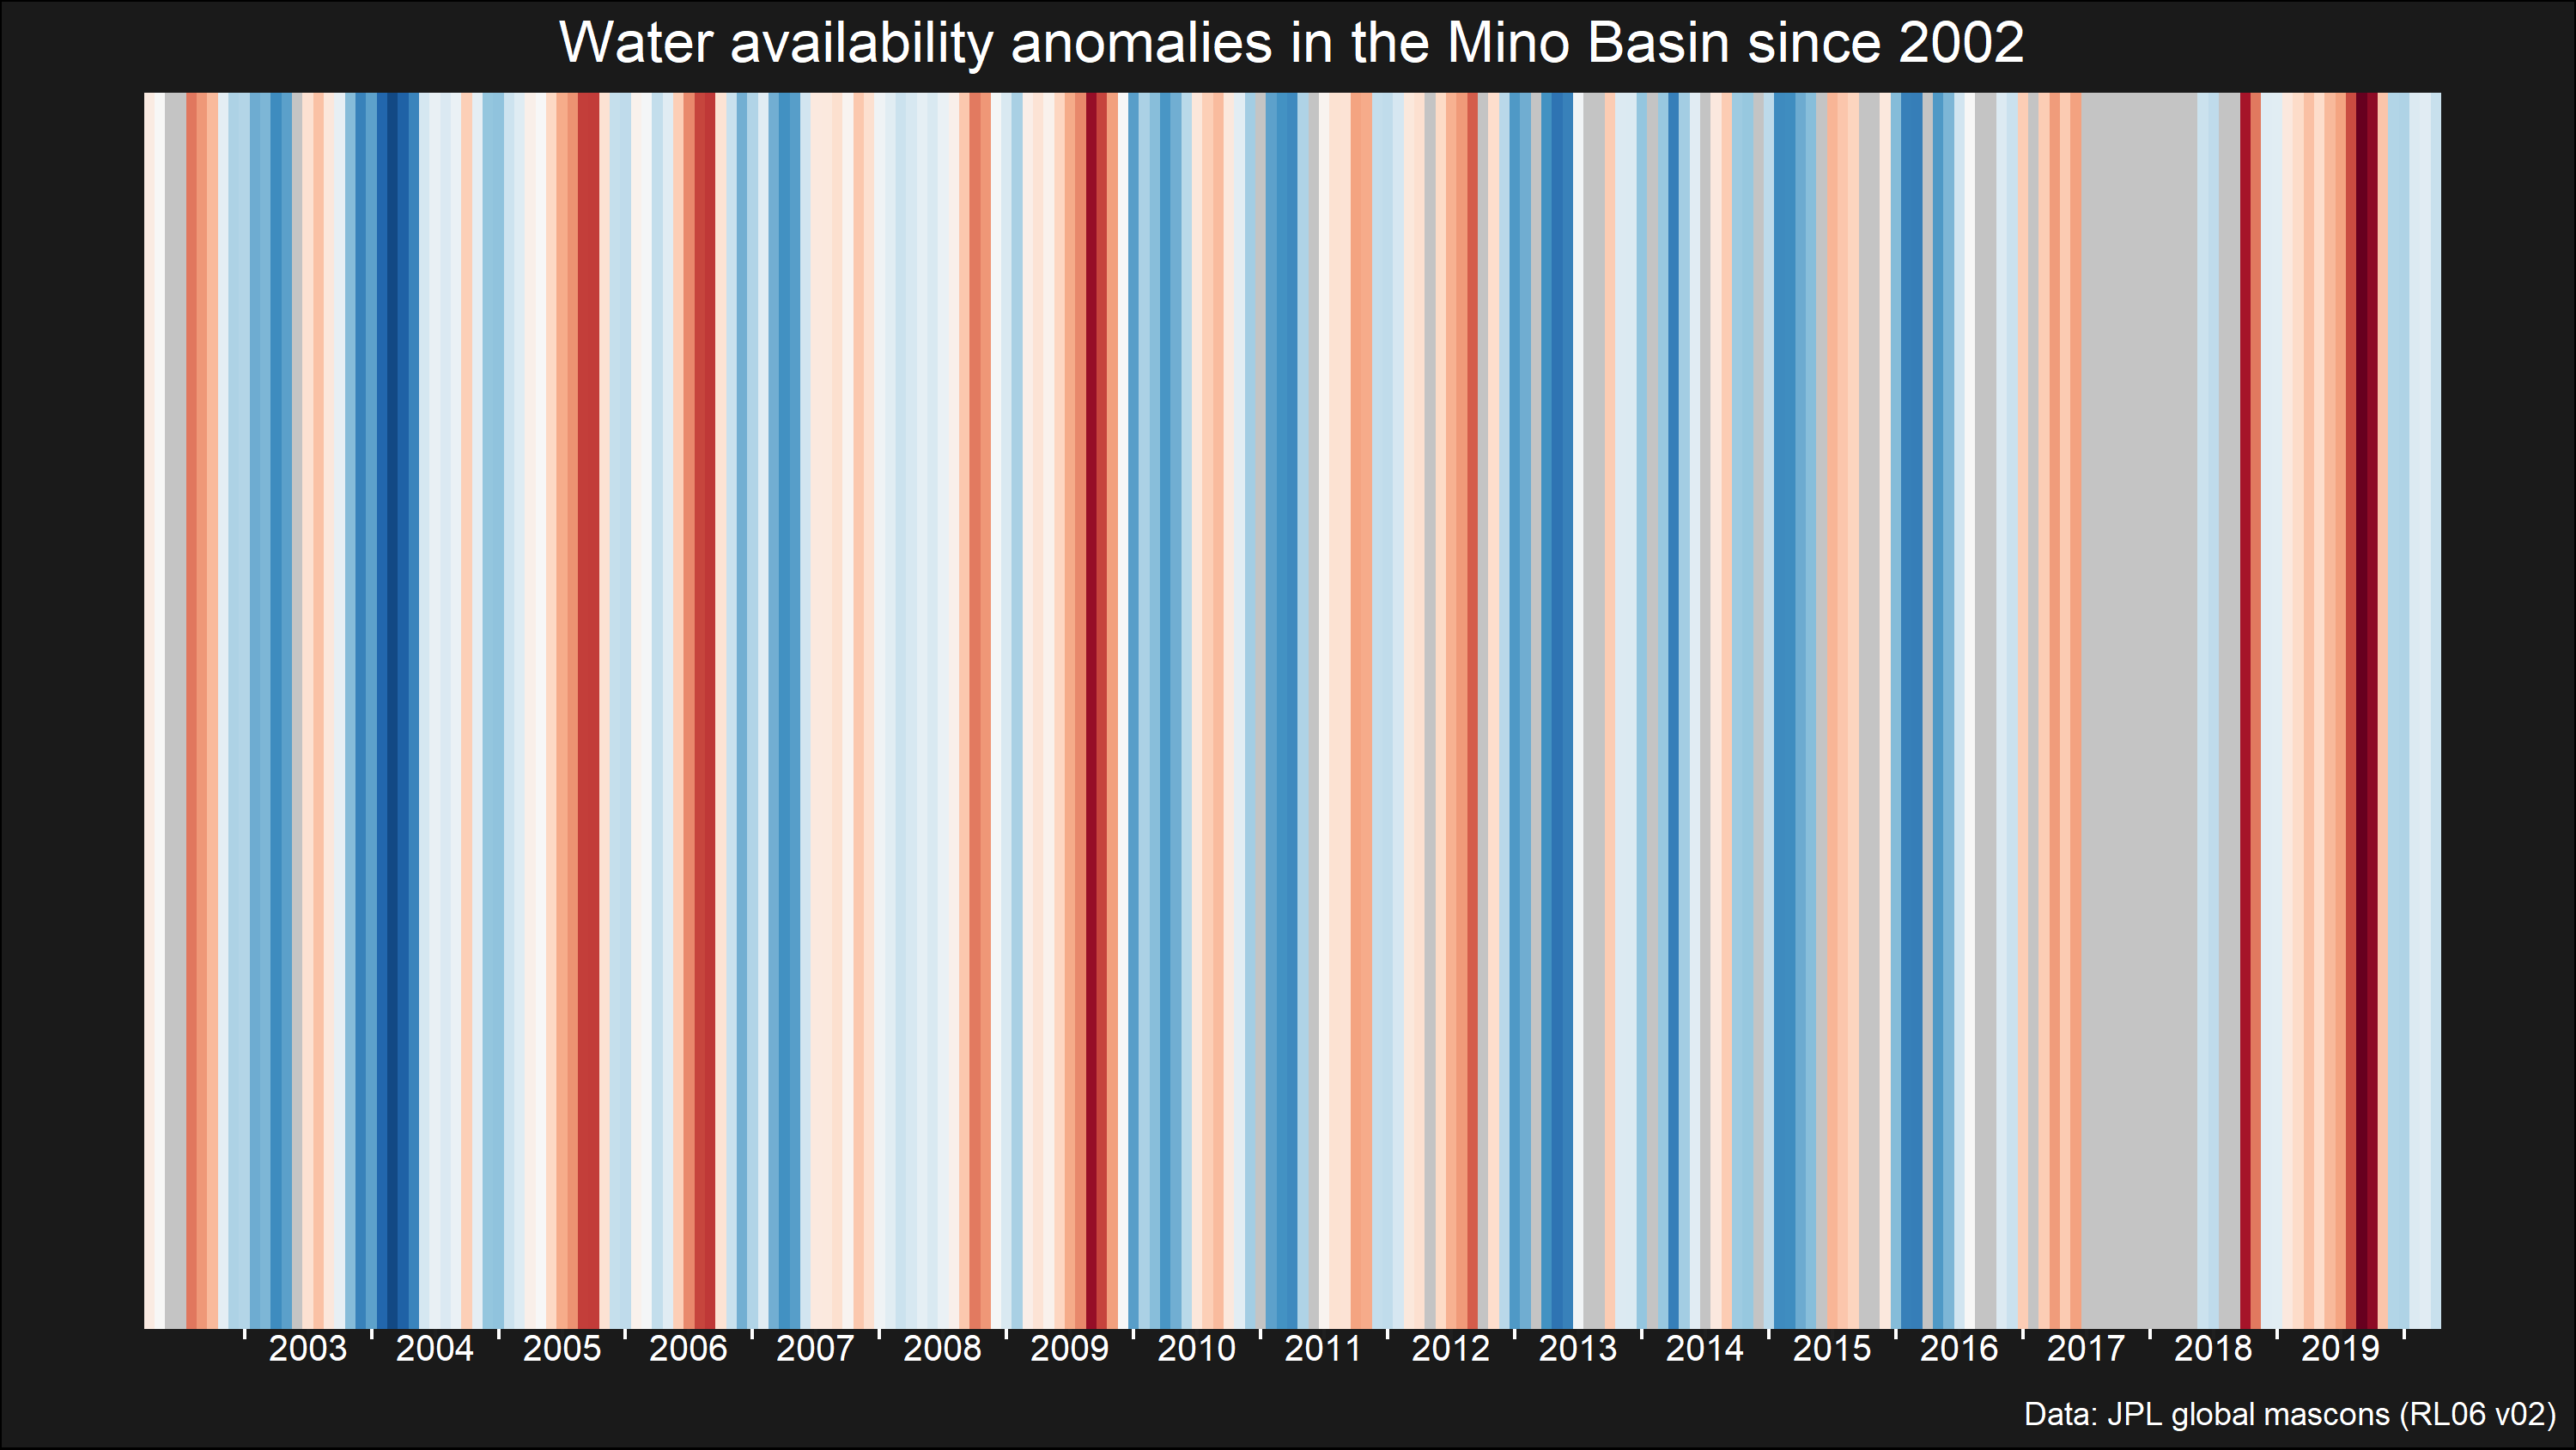 Water availability anomalies in the Mino Basin since 2002
2003 2004 2005 2006 2007 2008 2009 2010 2011 2012 2013 2014 2015 2016 2017 2018 2019
Data: JPL global mascons (RL06 v02)